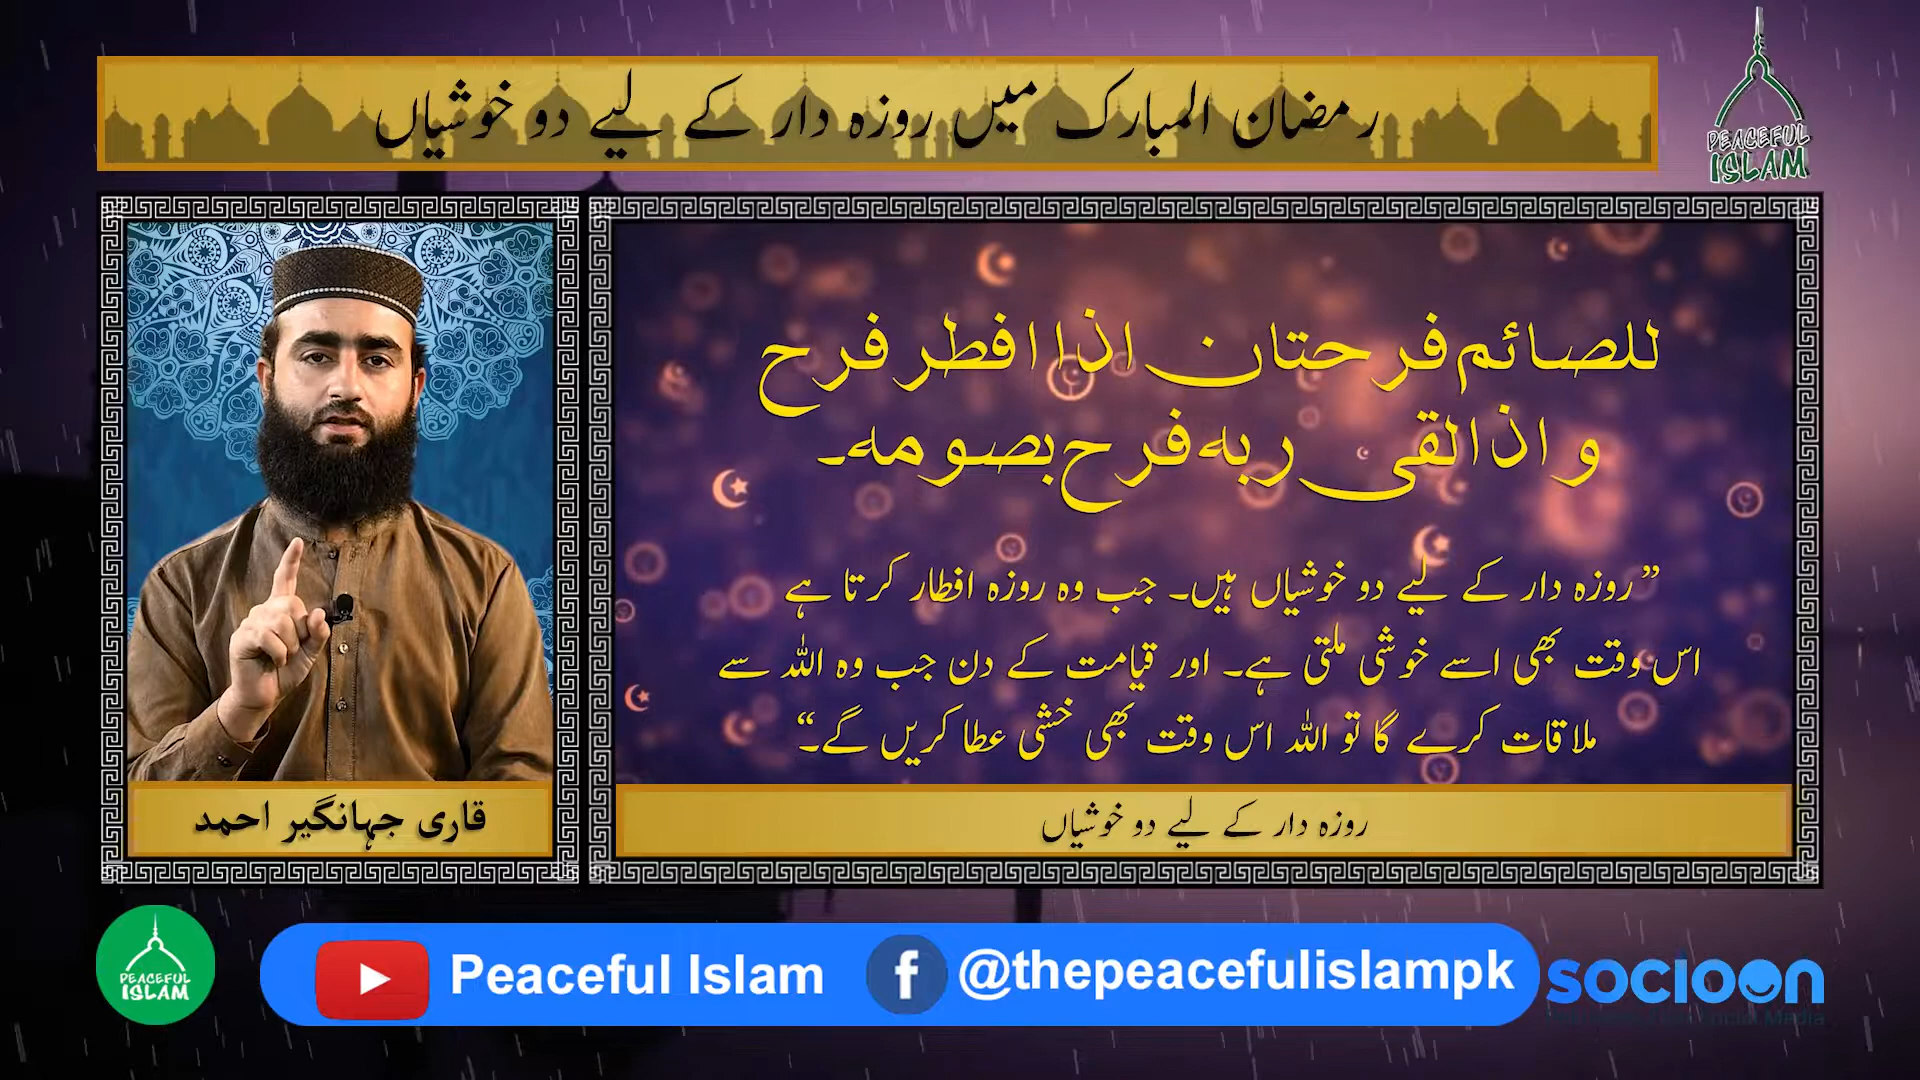 رمضان المبارک میں روزہ دار کے لیے دو خوشیاں
PEACEFUL
ISLAM
للصائم فرحتان اذا افطر فرح
و اذا لقی ربه فرح بصومه۔
”روزہ دار کے لیے دو خوشیاں ہیں۔ جب وہ روزہ افطار کرتا ہے
اس وقت بھی اسے خوشی ملتی ہے۔ اور قیامت کے دن جب وہ اللہ سے
ملاقات کرے گا تو اللہ اس وقت بھی خشی عطا کریں گے۔“
قاری جہانگیر احمد
روزہ دار کے لیے دو خوشیاں
PEACEFUL
ISLAM
Peaceful Islam
@thepeacefulislampk
socioon
Social Media